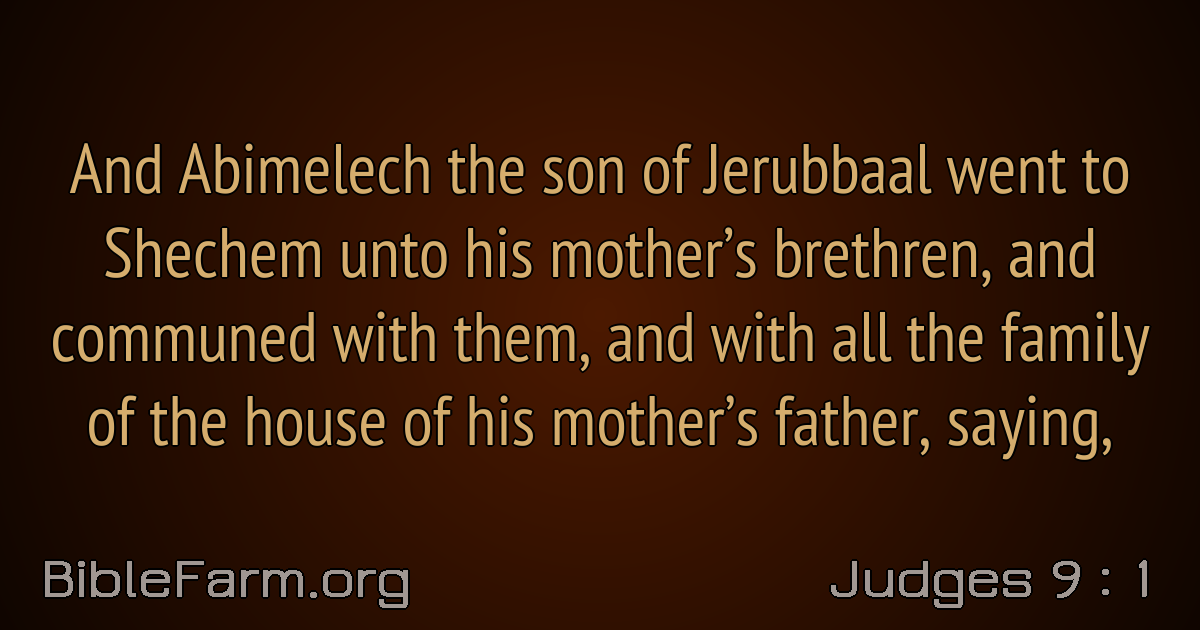 And Abimelech the son of Jerubbaal went to
Shechem unto his mother’s brethren, and
communed with them, and with all the family
of the house of his mother’s father, saying,
BibleFarm.org
Judges 9 : 1